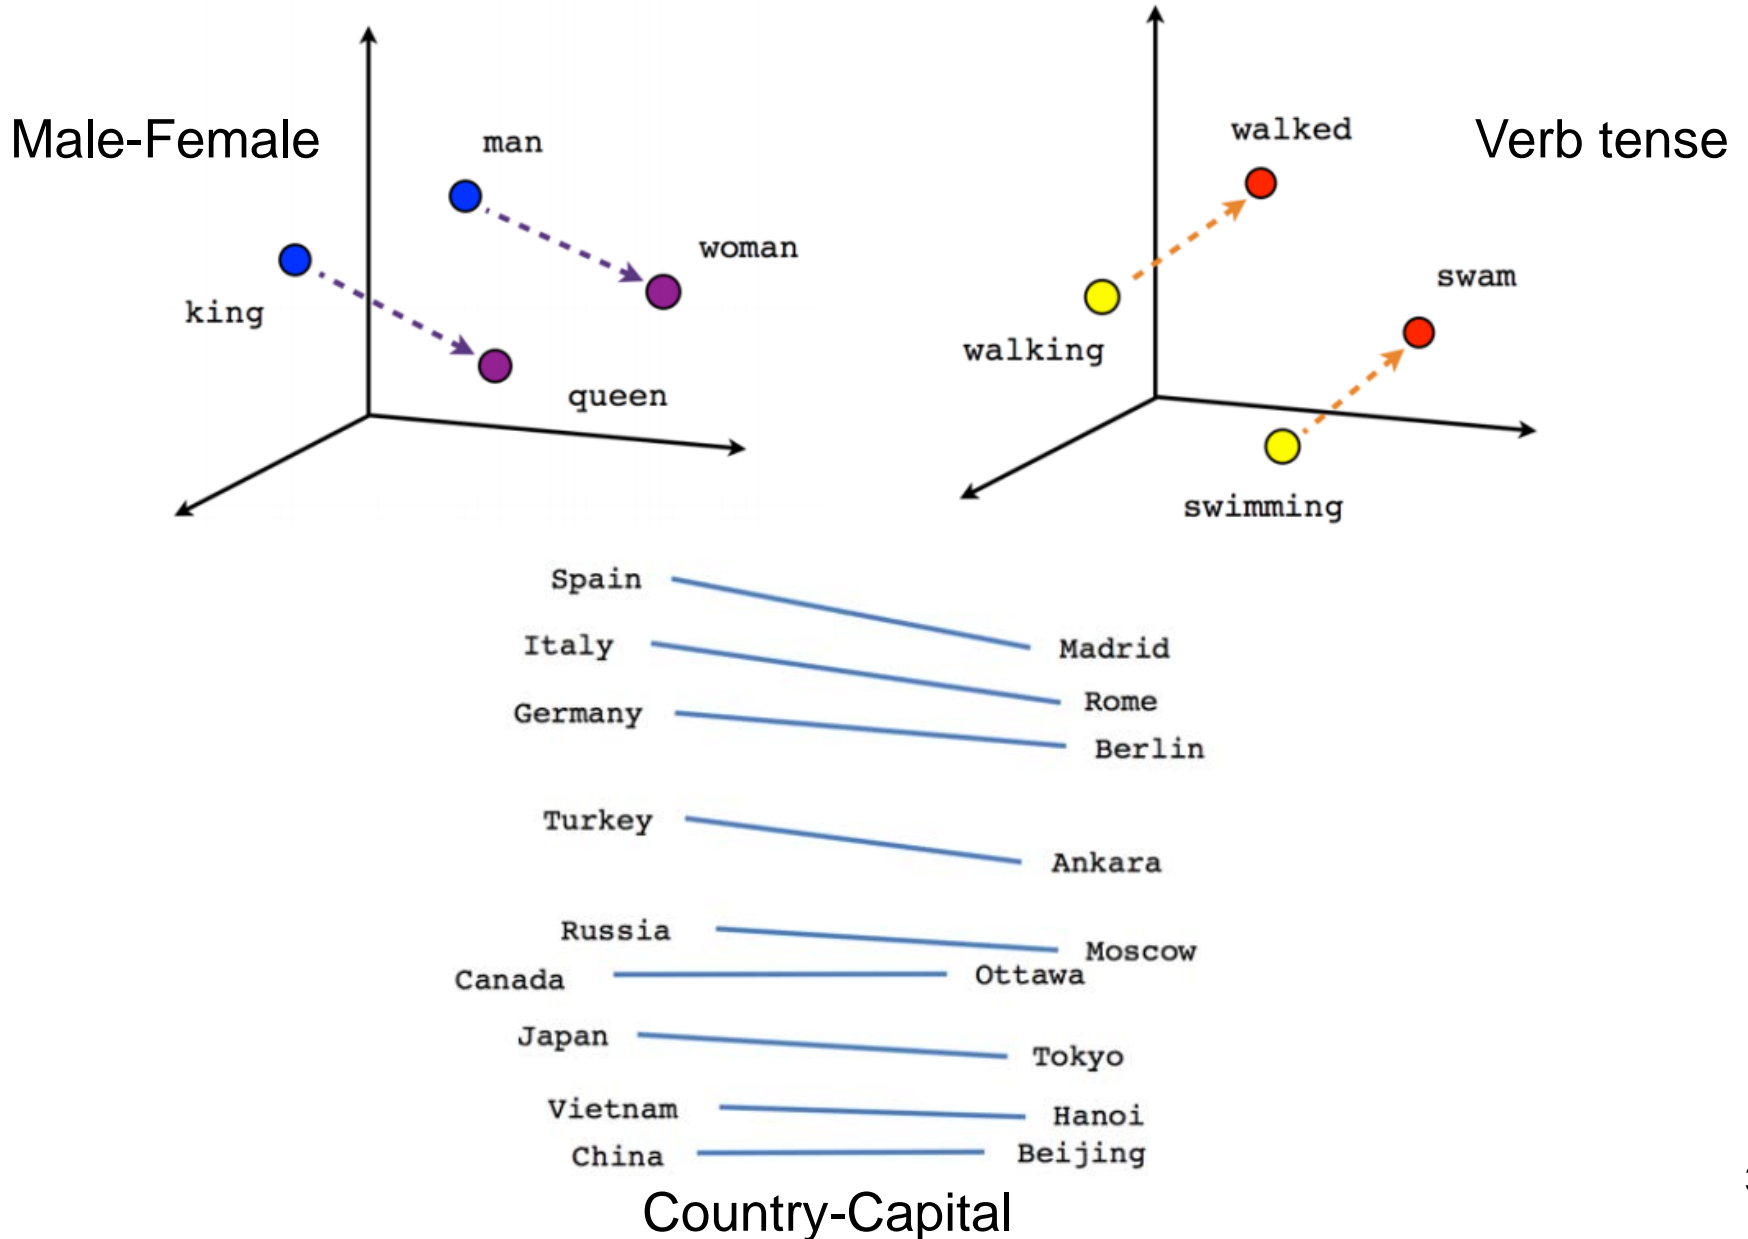 Male-Female
man
woman
king
queen
Verb tense
walked
swam
walking
swimming
Spain Madrid
Italy Rome
Germany Berlin
Turkey Ankara
Russia Moscow
Canada Ottawa
Japan Tokyo
Vietnam Hanoi
China Beijing
Country-Capital